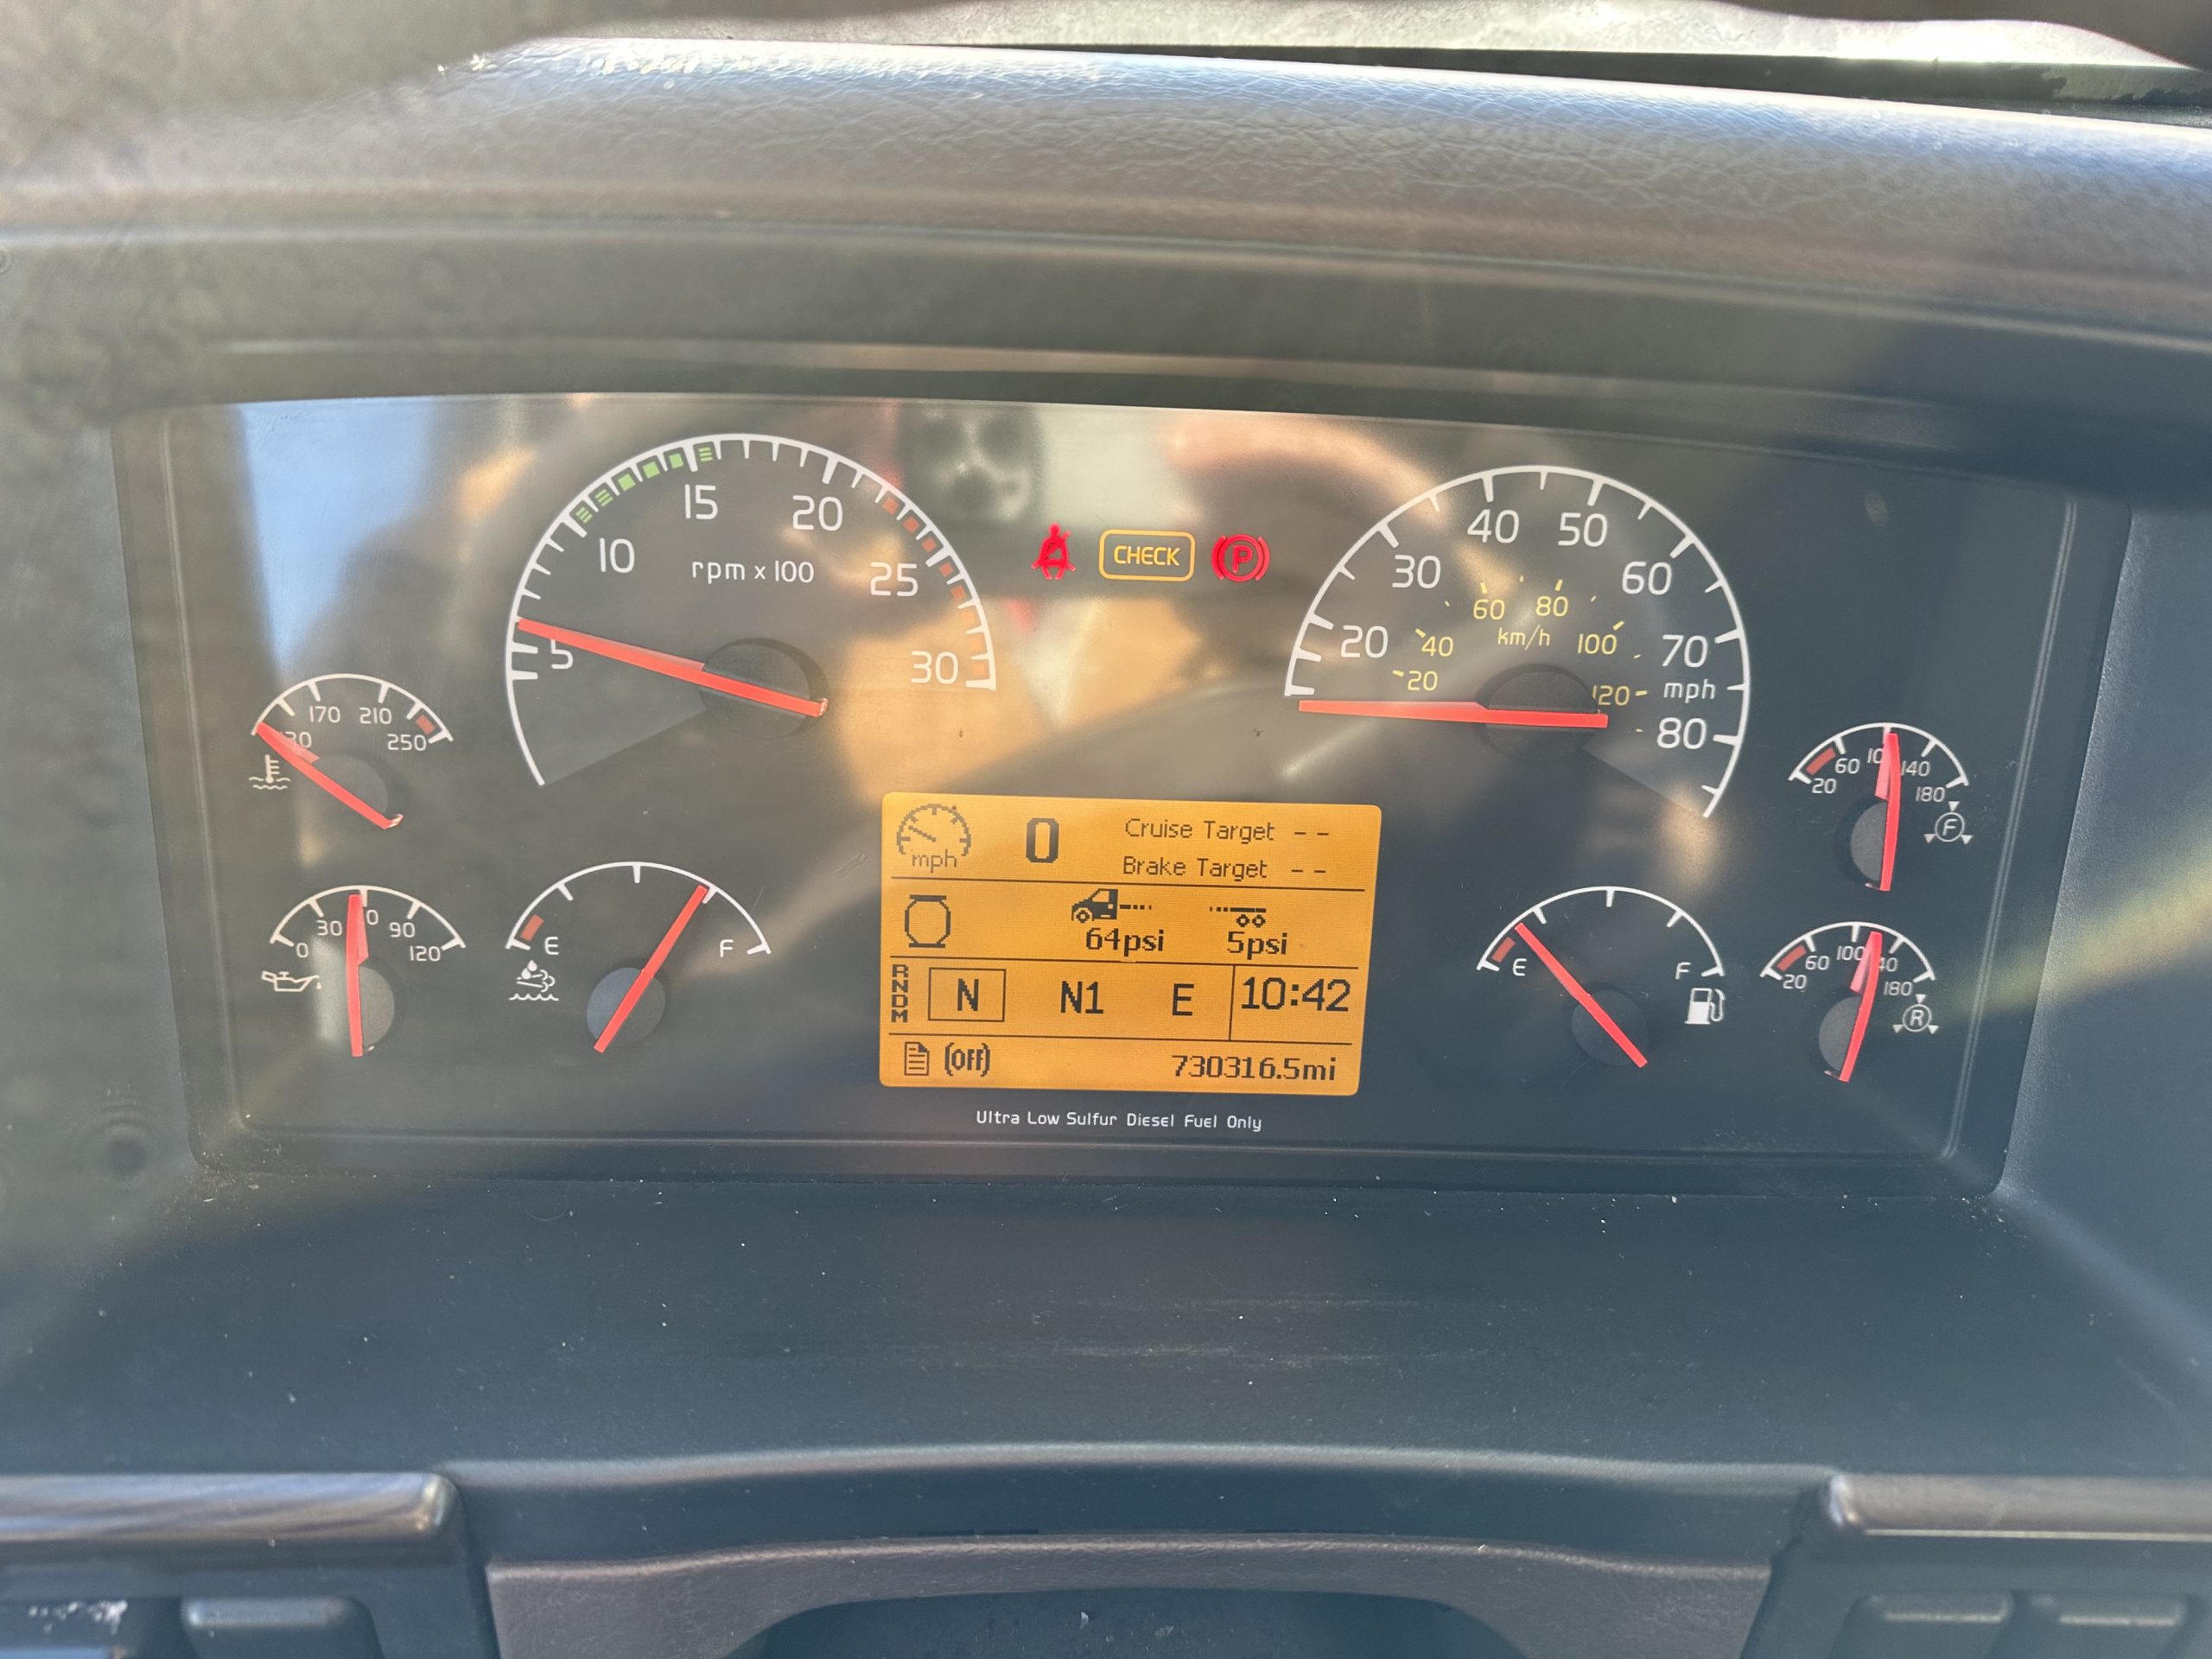 10
15
20
25
30
rpm x 100
5
CHECK
P
20
30
40
50
60
70
80
mph
20
40
60
80
100
120
km/h
170
210
250
0
30
90
120
E
F
mph
0
Cruise Target --
Brake Target --
64psi
5psi
RNDM
N
N1
E
10:42
(Off)
730316.5mi
Ultra Low Sulfur Diesel Fuel Only
E
F
20
60
140
180
F
20
60
100
180
R